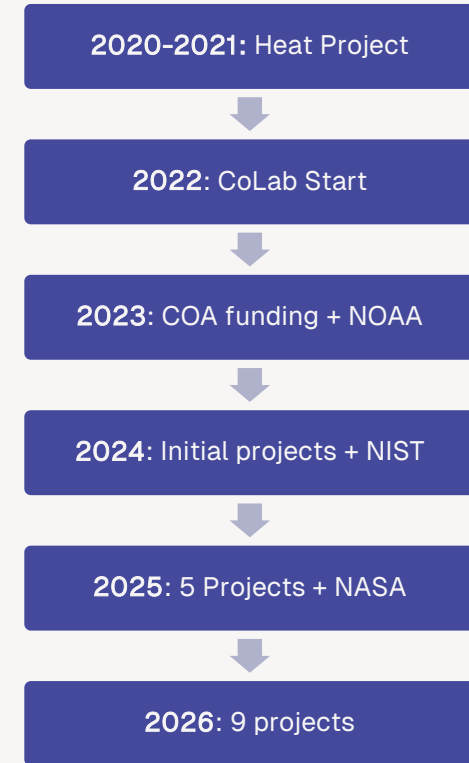 2020-2021: Heat Project
2022: CoLab Start
2023: COA funding + NOAA
2024: Initial projects + NIST
2025: 5 Projects + NASA
2026: 9 projects